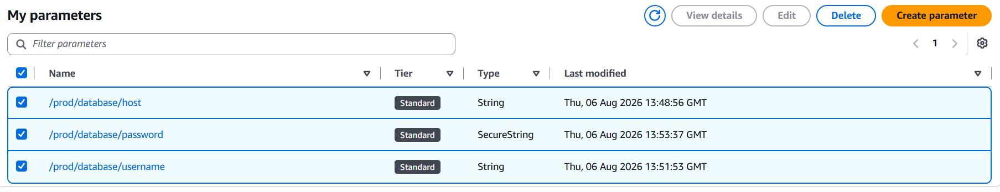 My parameters View details Edit Delete Create parameter
Filter parameters 1
Name Tier Type Last modified
/prod/database/host Standard String Thu, 06 Aug 2026 13:48:56 GMT
/prod/database/password Standard SecureString Thu, 06 Aug 2026 13:53:37 GMT
/prod/database/username Standard String Thu, 06 Aug 2026 13:51:53 GMT